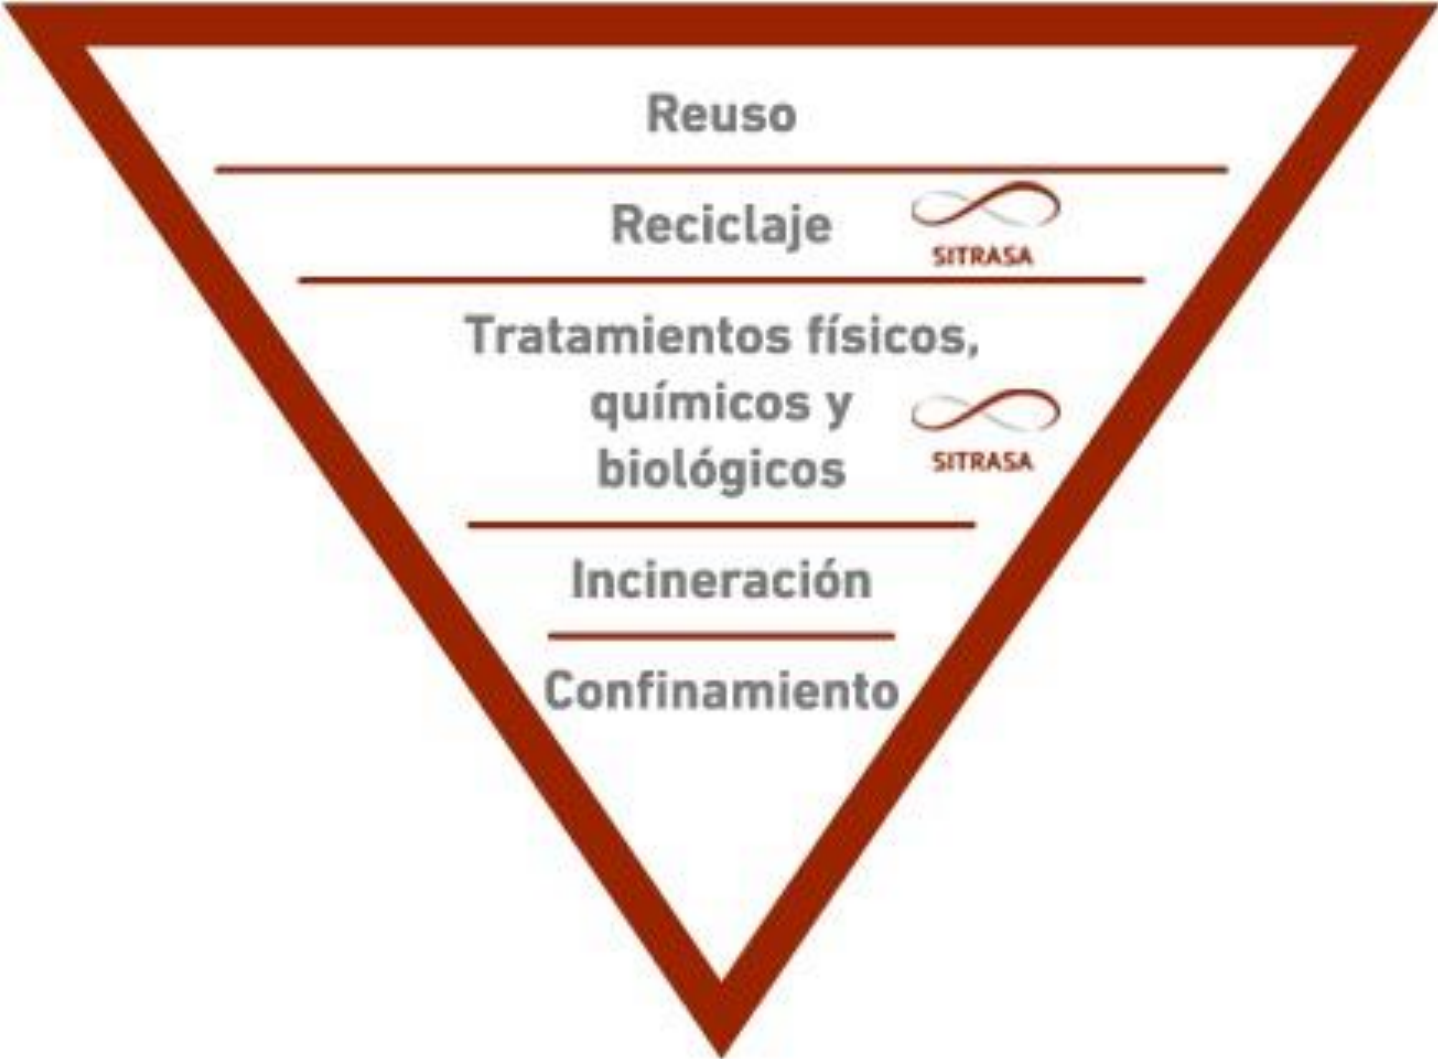 Reuso
Reciclaje
SITRASA
Tratamientos físicos,
químicos y
biológicos
SITRASA
Incineración
Confinamiento